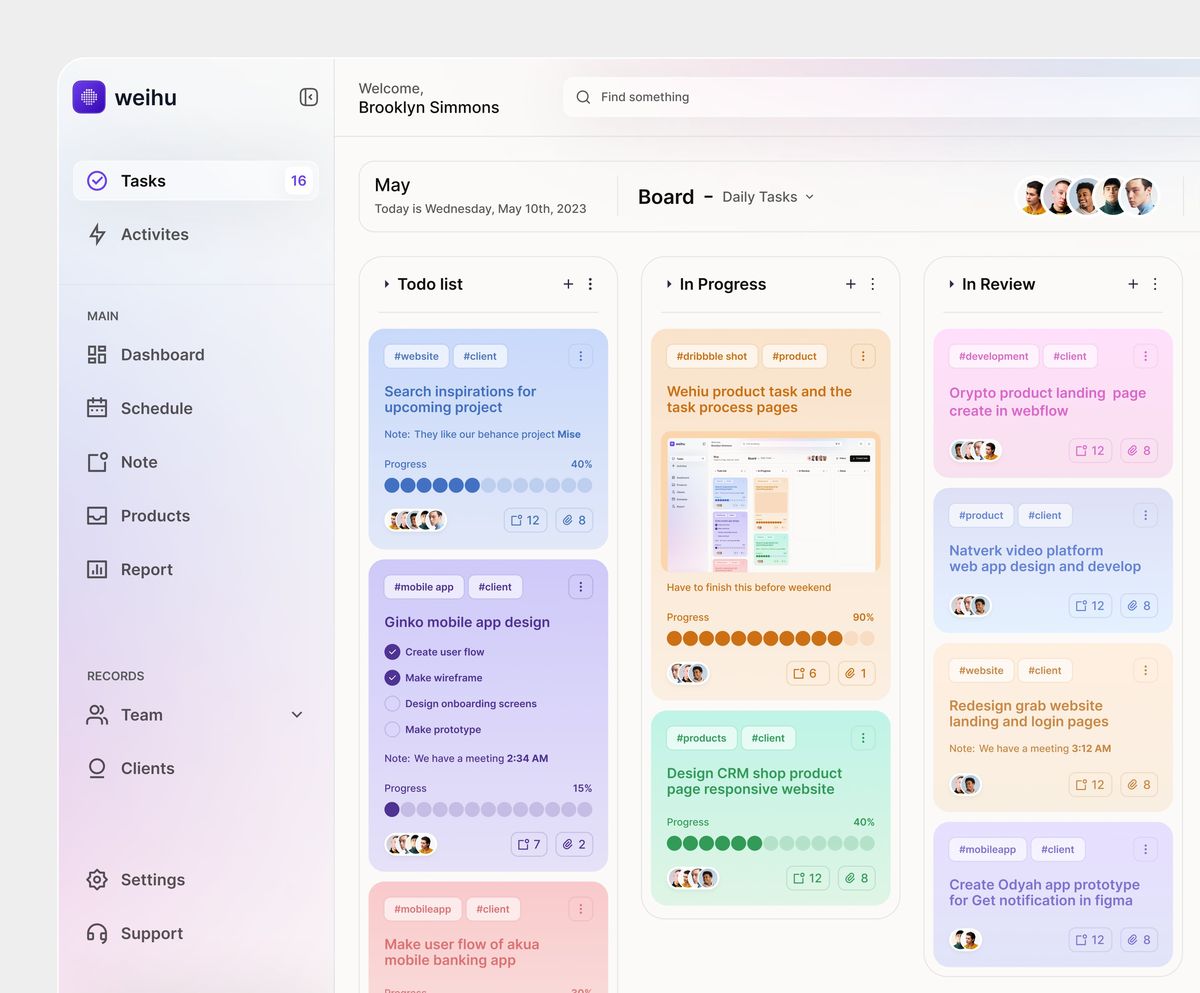 weihu
Welcome,
Brooklyn Simmons
Find something
Tasks
16
Activites
MAIN
Dashboard
Schedule
Note
Products
Report
RECORDS
Team
Clients
Settings
Support
May
Today is Wednesday, May 10th, 2023
Board – Daily Tasks
Todo list
#website #client
Search inspirations for
upcoming project
Note: They like our behance project Mise
Progress 40%
12 8
#mobile app #client
Ginko mobile app design
Create user flow
Make wireframe
Design onboarding screens
Make prototype
Note: We have a meeting 2:34 AM
Progress 15%
7 2
#mobileapp #client
Make user flow of akua
mobile banking app
In Progress
#dribbble shot #product
Wehiu product task and the
task process pages
Have to finish this before weekend
Progress 90%
6 1
#products #client
Design CRM shop product
page responsive website
Progress 40%
12 8
In Review
#development #client
Orypto product landing page
create in webflow
12 8
#product #client
Natverk video platform
web app design and develop
12 8
#website #client
Redesign grab website
landing and login pages
Note: We have a meeting 3:12 AM
12 8
#mobileapp #client
Create Odyah app prototype
for Get notification in figma
12 8